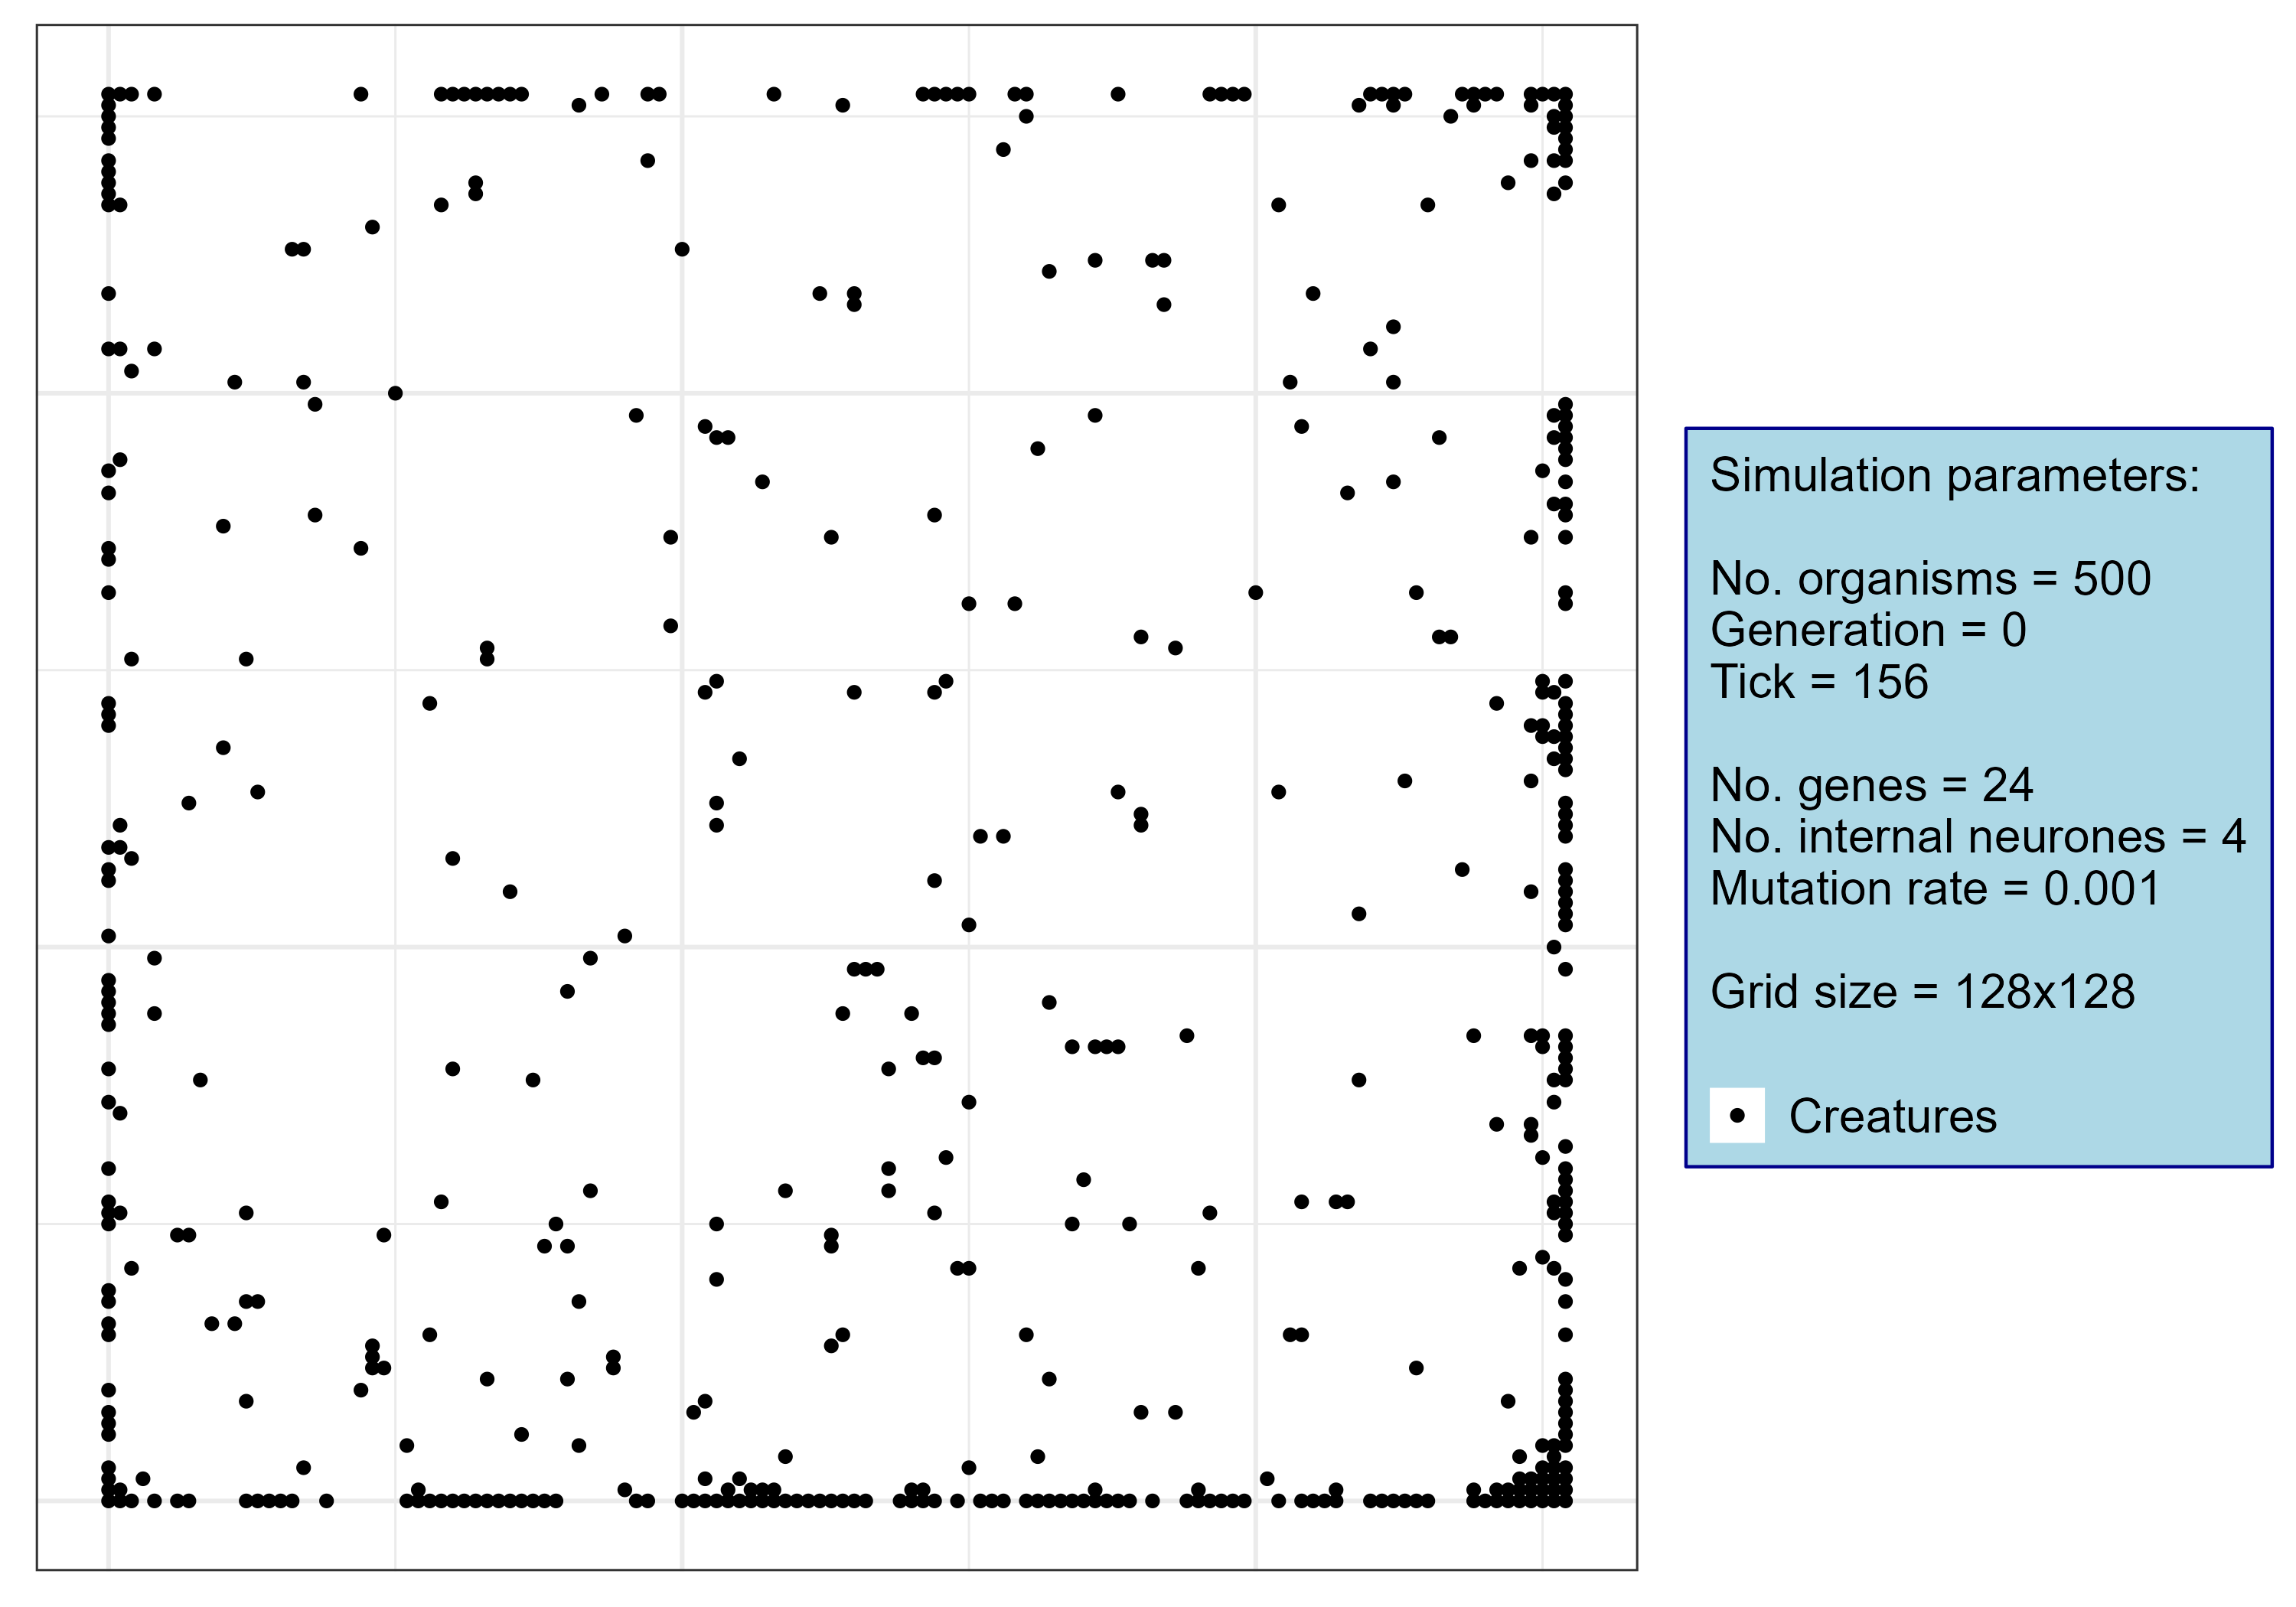 Simulation parameters:
No. organisms = 500
Generation = 0
Tick = 156
No. genes = 24
No. internal neurones = 4
Mutation rate = 0.001
Grid size = 128x128
Creatures